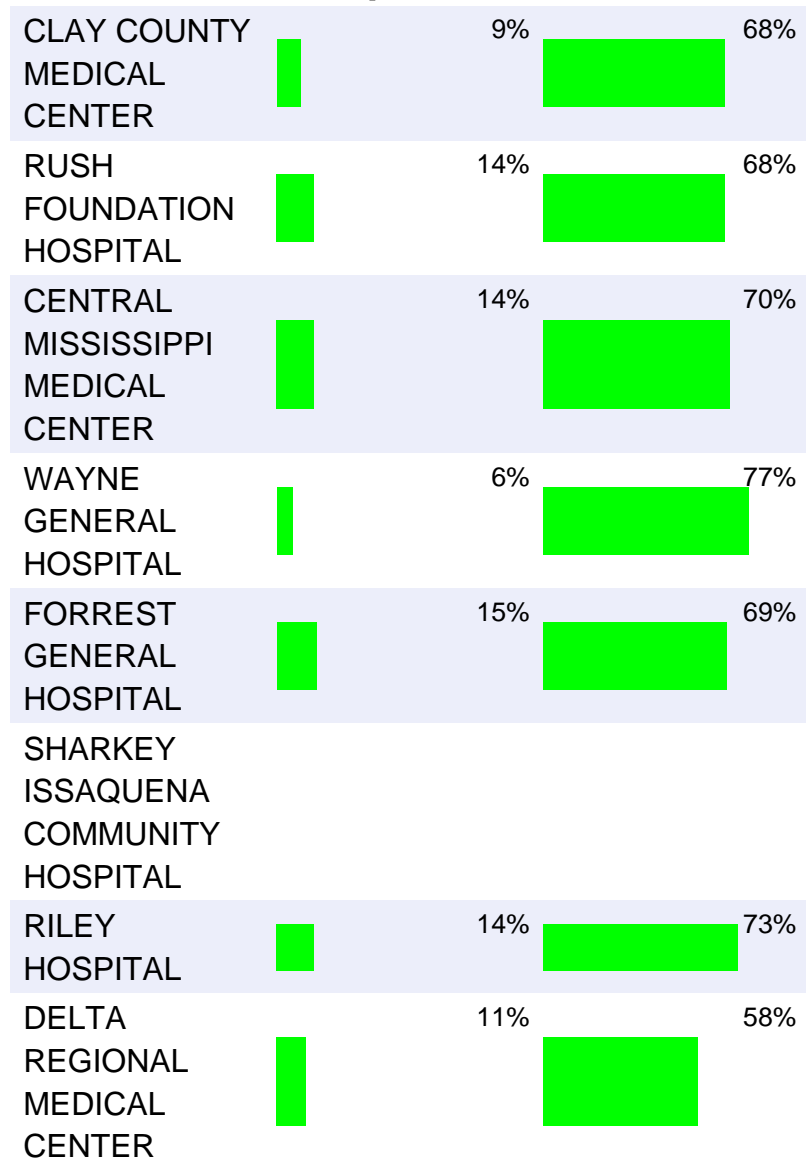 CLAY COUNTY 9% 68%
MEDICAL
CENTER
RUSH 14% 68%
FOUNDATION
HOSPITAL
CENTRAL 14% 70%
MISSISSIPPI
MEDICAL
CENTER
WAYNE 6% 77%
GENERAL
HOSPITAL
FORREST 15% 69%
GENERAL
HOSPITAL
SHARKEY
ISSAQUENA
COMMUNITY
HOSPITAL
RILEY 14% 73%
HOSPITAL
DELTA 11% 58%
REGIONAL
MEDICAL
CENTER